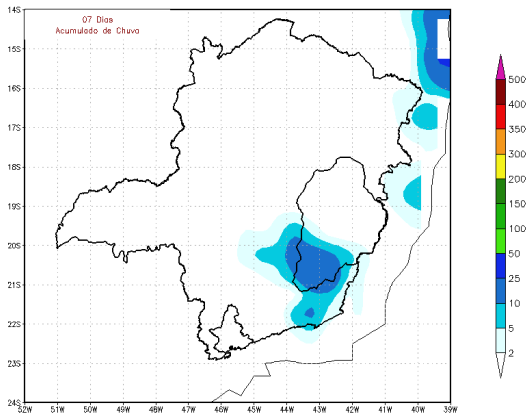 07 Dias
Acumulado de Chuva
14S
15S
16S
17S
18S
19S
20S
21S
22S
23S
24S
52W 51W 50W 49W 48W 47W 46W 45W 44W 43W 42W 41W 40W 39W
500
400
350
300
250
200
150
100
50
25
10
5
2